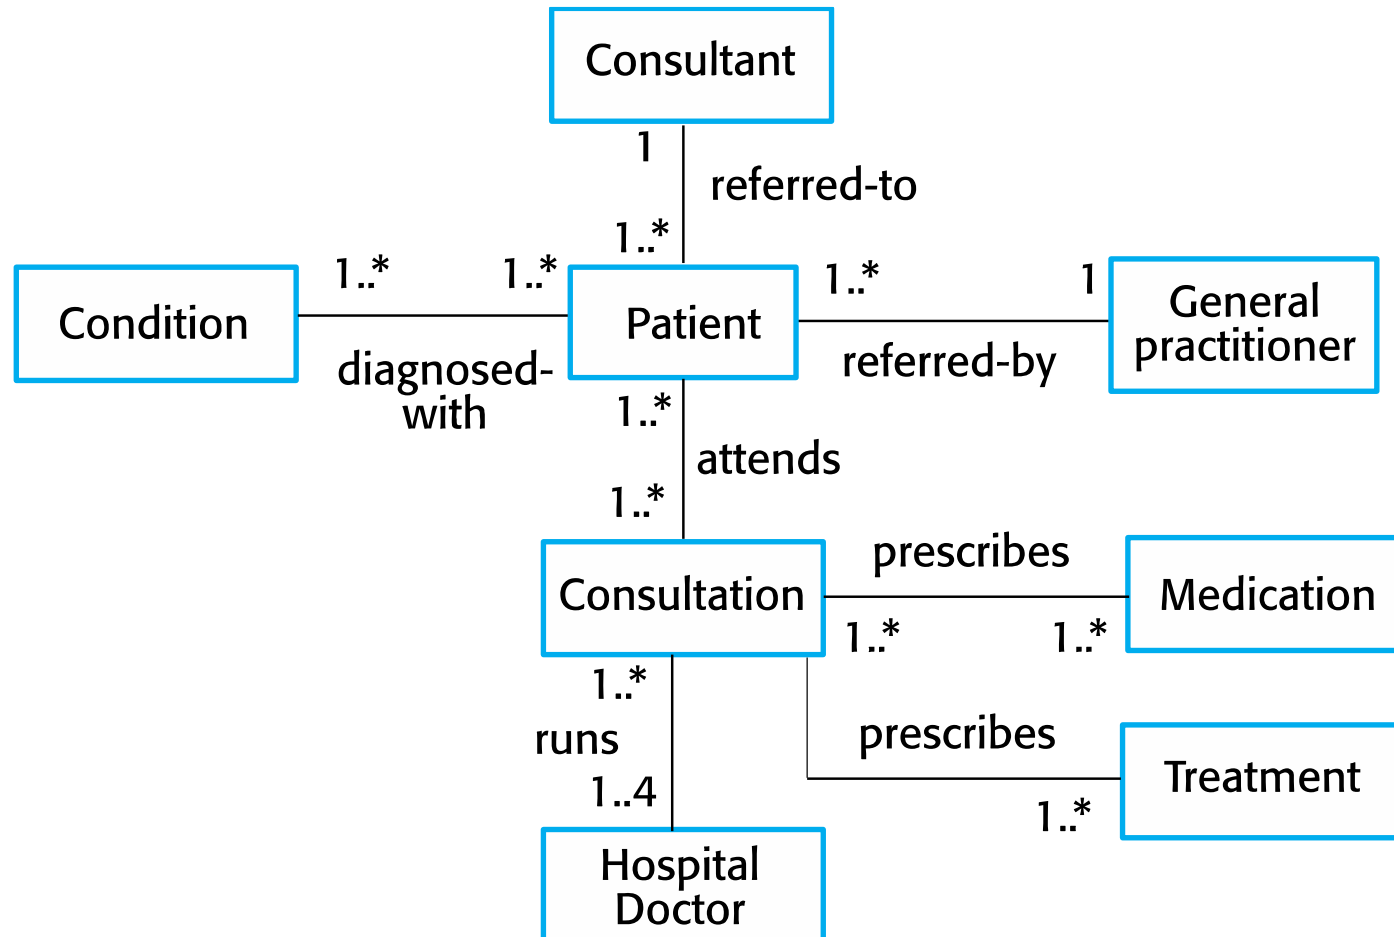 Consultant
1
referred-to
1..*
1..*
1..*
1..*
1
Condition
Patient
General
practitioner
diagnosed-
with
referred-by
1..*
attends
1..*
prescribes
Consultation
Medication
1..*
1..*
1..*
runs
prescribes
1..4
Treatment
1..*
Hospital
Doctor